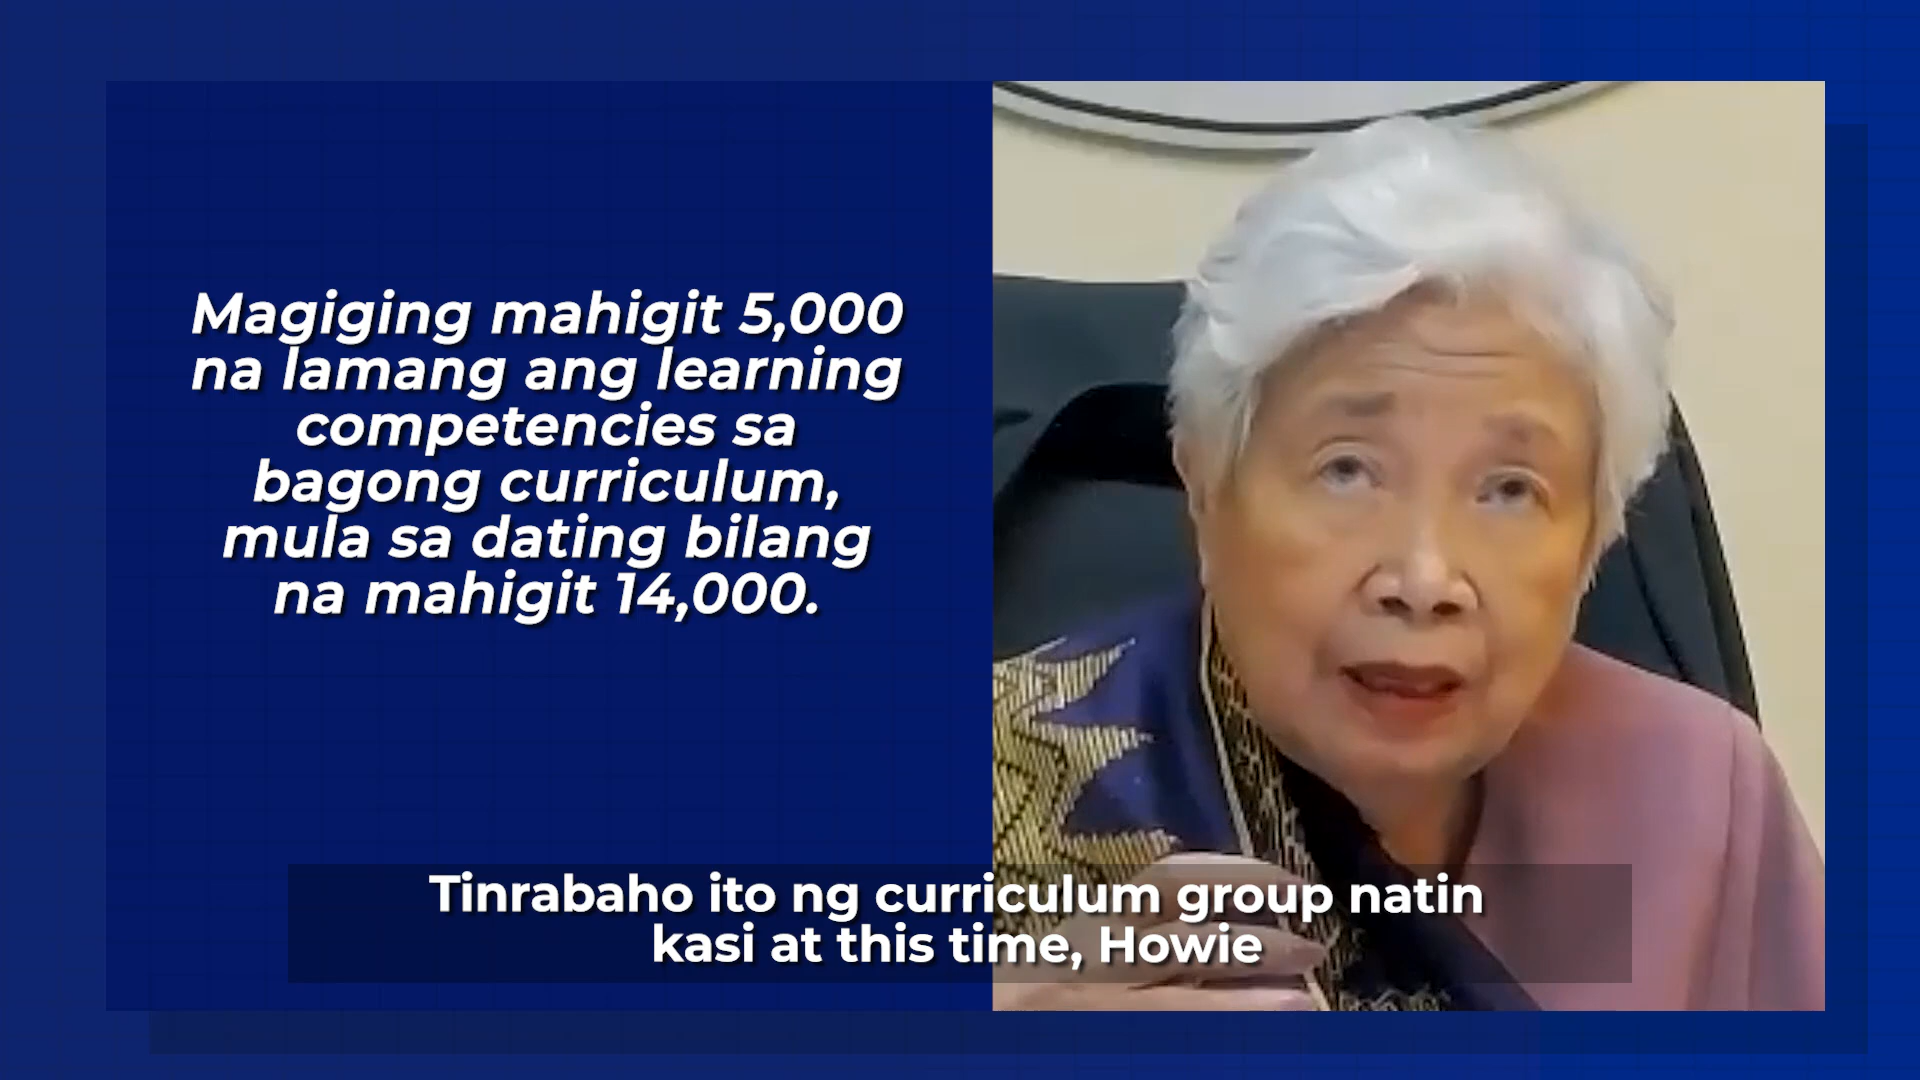 Magiging mahigit 5,000
na lamang ang learning
competencies sa
bagong curriculum,
mula sa dating bilang
na mahigit 14,000.
Tinrabaho ito ng curriculum group natin
kasi at this time, Howie